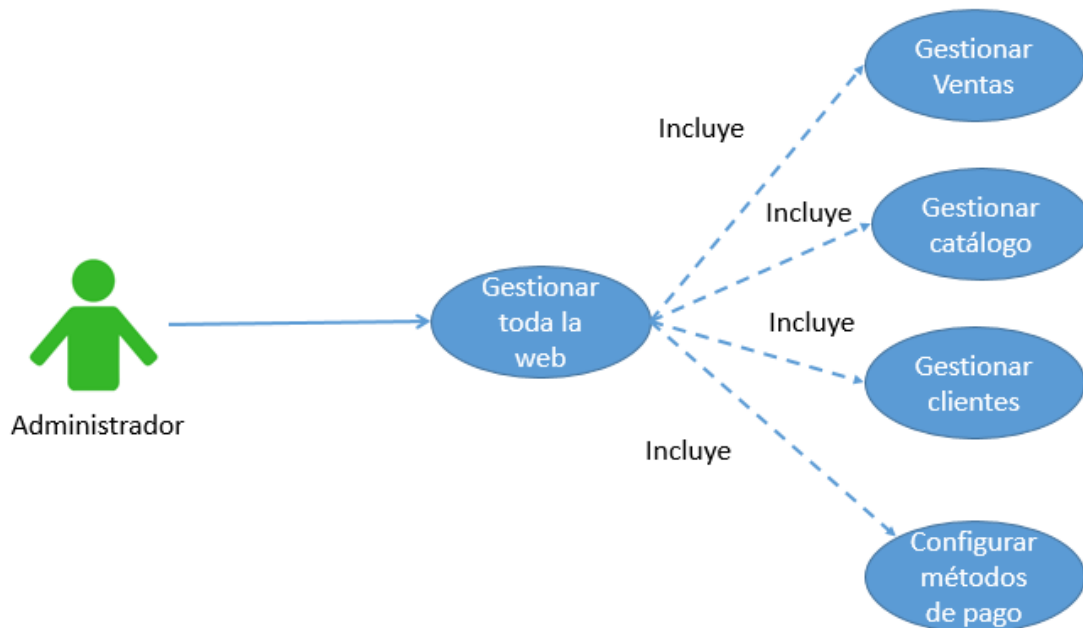 Gestionar
Ventas
Incluye
Incluye
Gestionar
catálogo
Gestionar
toda la
web
Incluye
Gestionar
clientes
Administrador
Incluye
Configurar
métodos
de pago